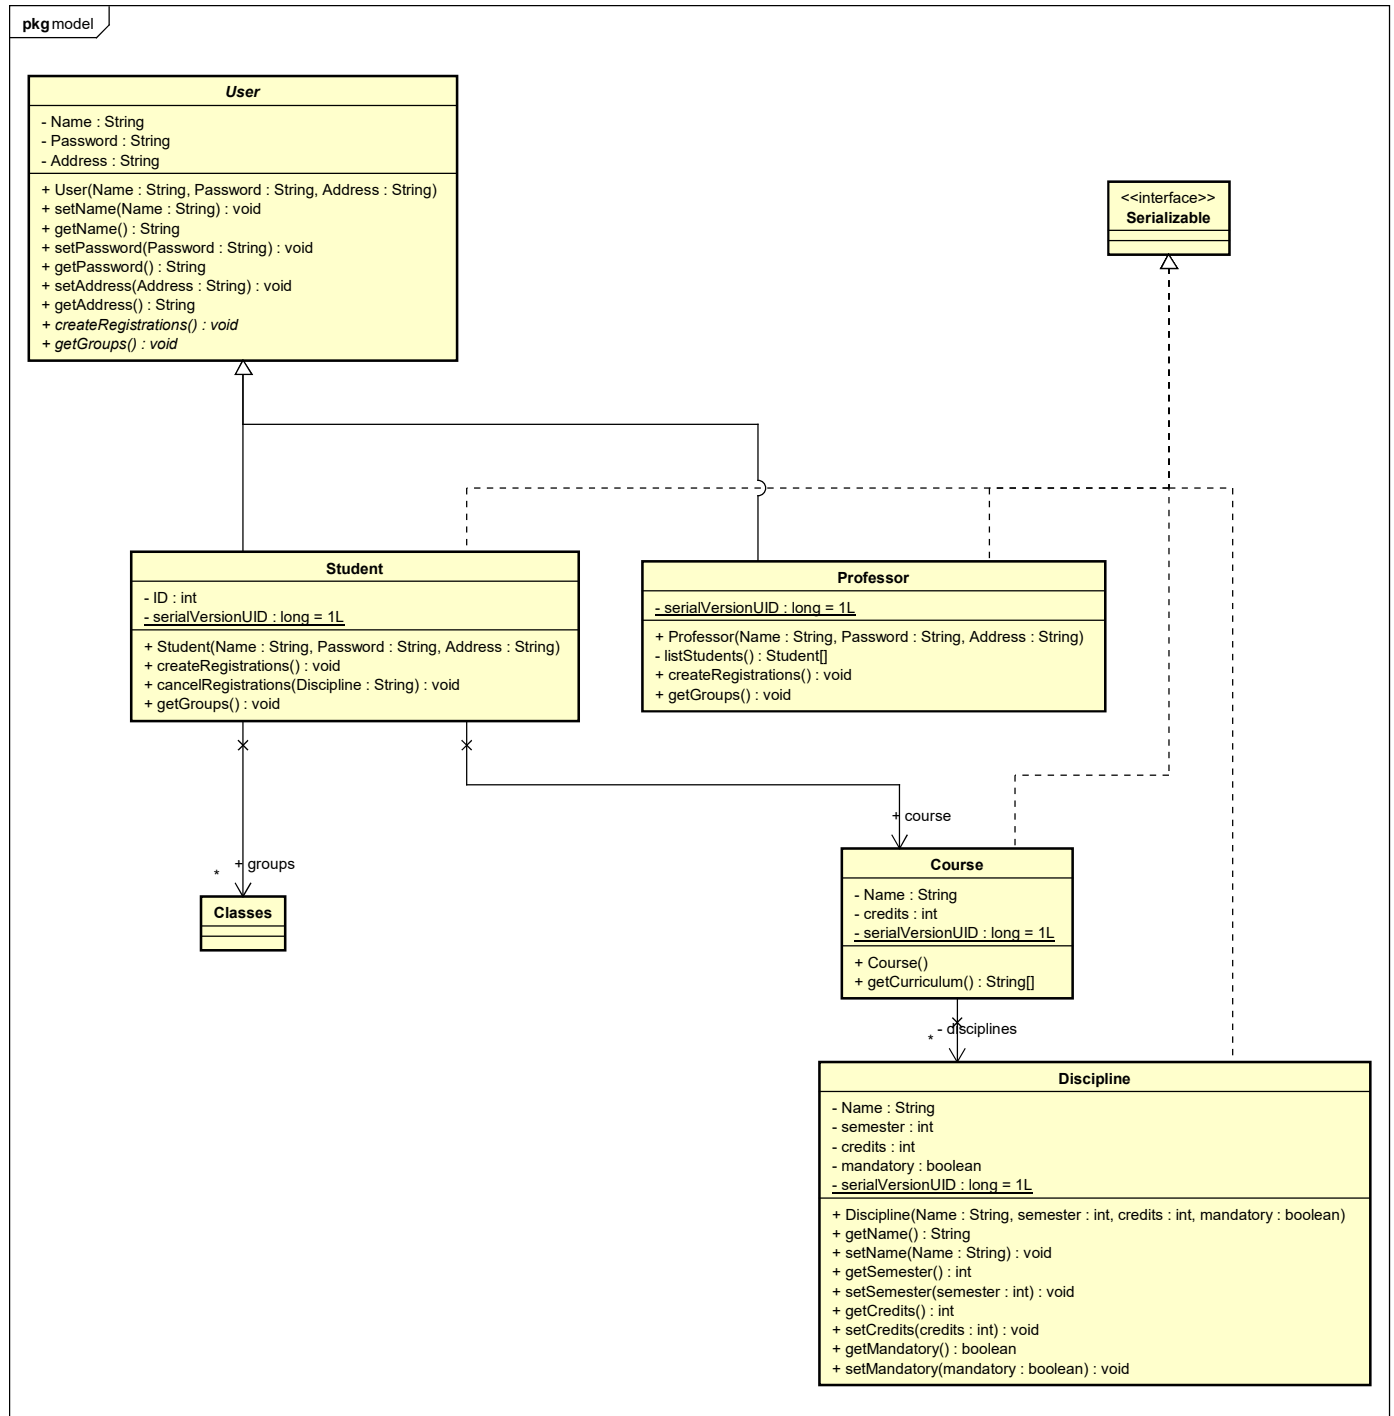 pkg model
User
- Name : String
- Password : String
- Address : String
+ User(Name : String, Password : String, Address : String)
+ setName(Name : String) : void
+ getName() : String
+ setPassword(Password : String) : void
+ getPassword() : String
+ setAddress(Address : String) : void
+ getAddress() : String
+ createRegistrations() : void
+ getGroups() : void
<<interface>>
Serializable
Student
- ID : int
- serialVersionUID : long = 1L
+ Student(Name : String, Password : String, Address : String)
+ createRegistrations() : void
+ cancelRegistrations(Discipline : String) : void
+ getGroups() : void
Professor
- serialVersionUID : long = 1L
+ Professor(Name : String, Password : String, Address : String)
- listStudents() : Student[]
+ createRegistrations() : void
+ getGroups() : void
+ course
+ groups
*
Classes
Course
- Name : String
- credits : int
- serialVersionUID : long = 1L
+ Course()
+ getCurriculum() : String[]
- disciplines
*
Discipline
- Name : String
- semester : int
- credits : int
- mandatory : boolean
- serialVersionUID : long = 1L
+ Discipline(Name : String, semester : int, credits : int, mandatory : boolean)
+ getName() : String
+ setName(Name : String) : void
+ getSemester() : int
+ setSemester(semester : int) : void
+ getCredits() : int
+ setCredits(credits : int) : void
+ getMandatory() : boolean
+ setMandatory(mandatory : boolean) : void